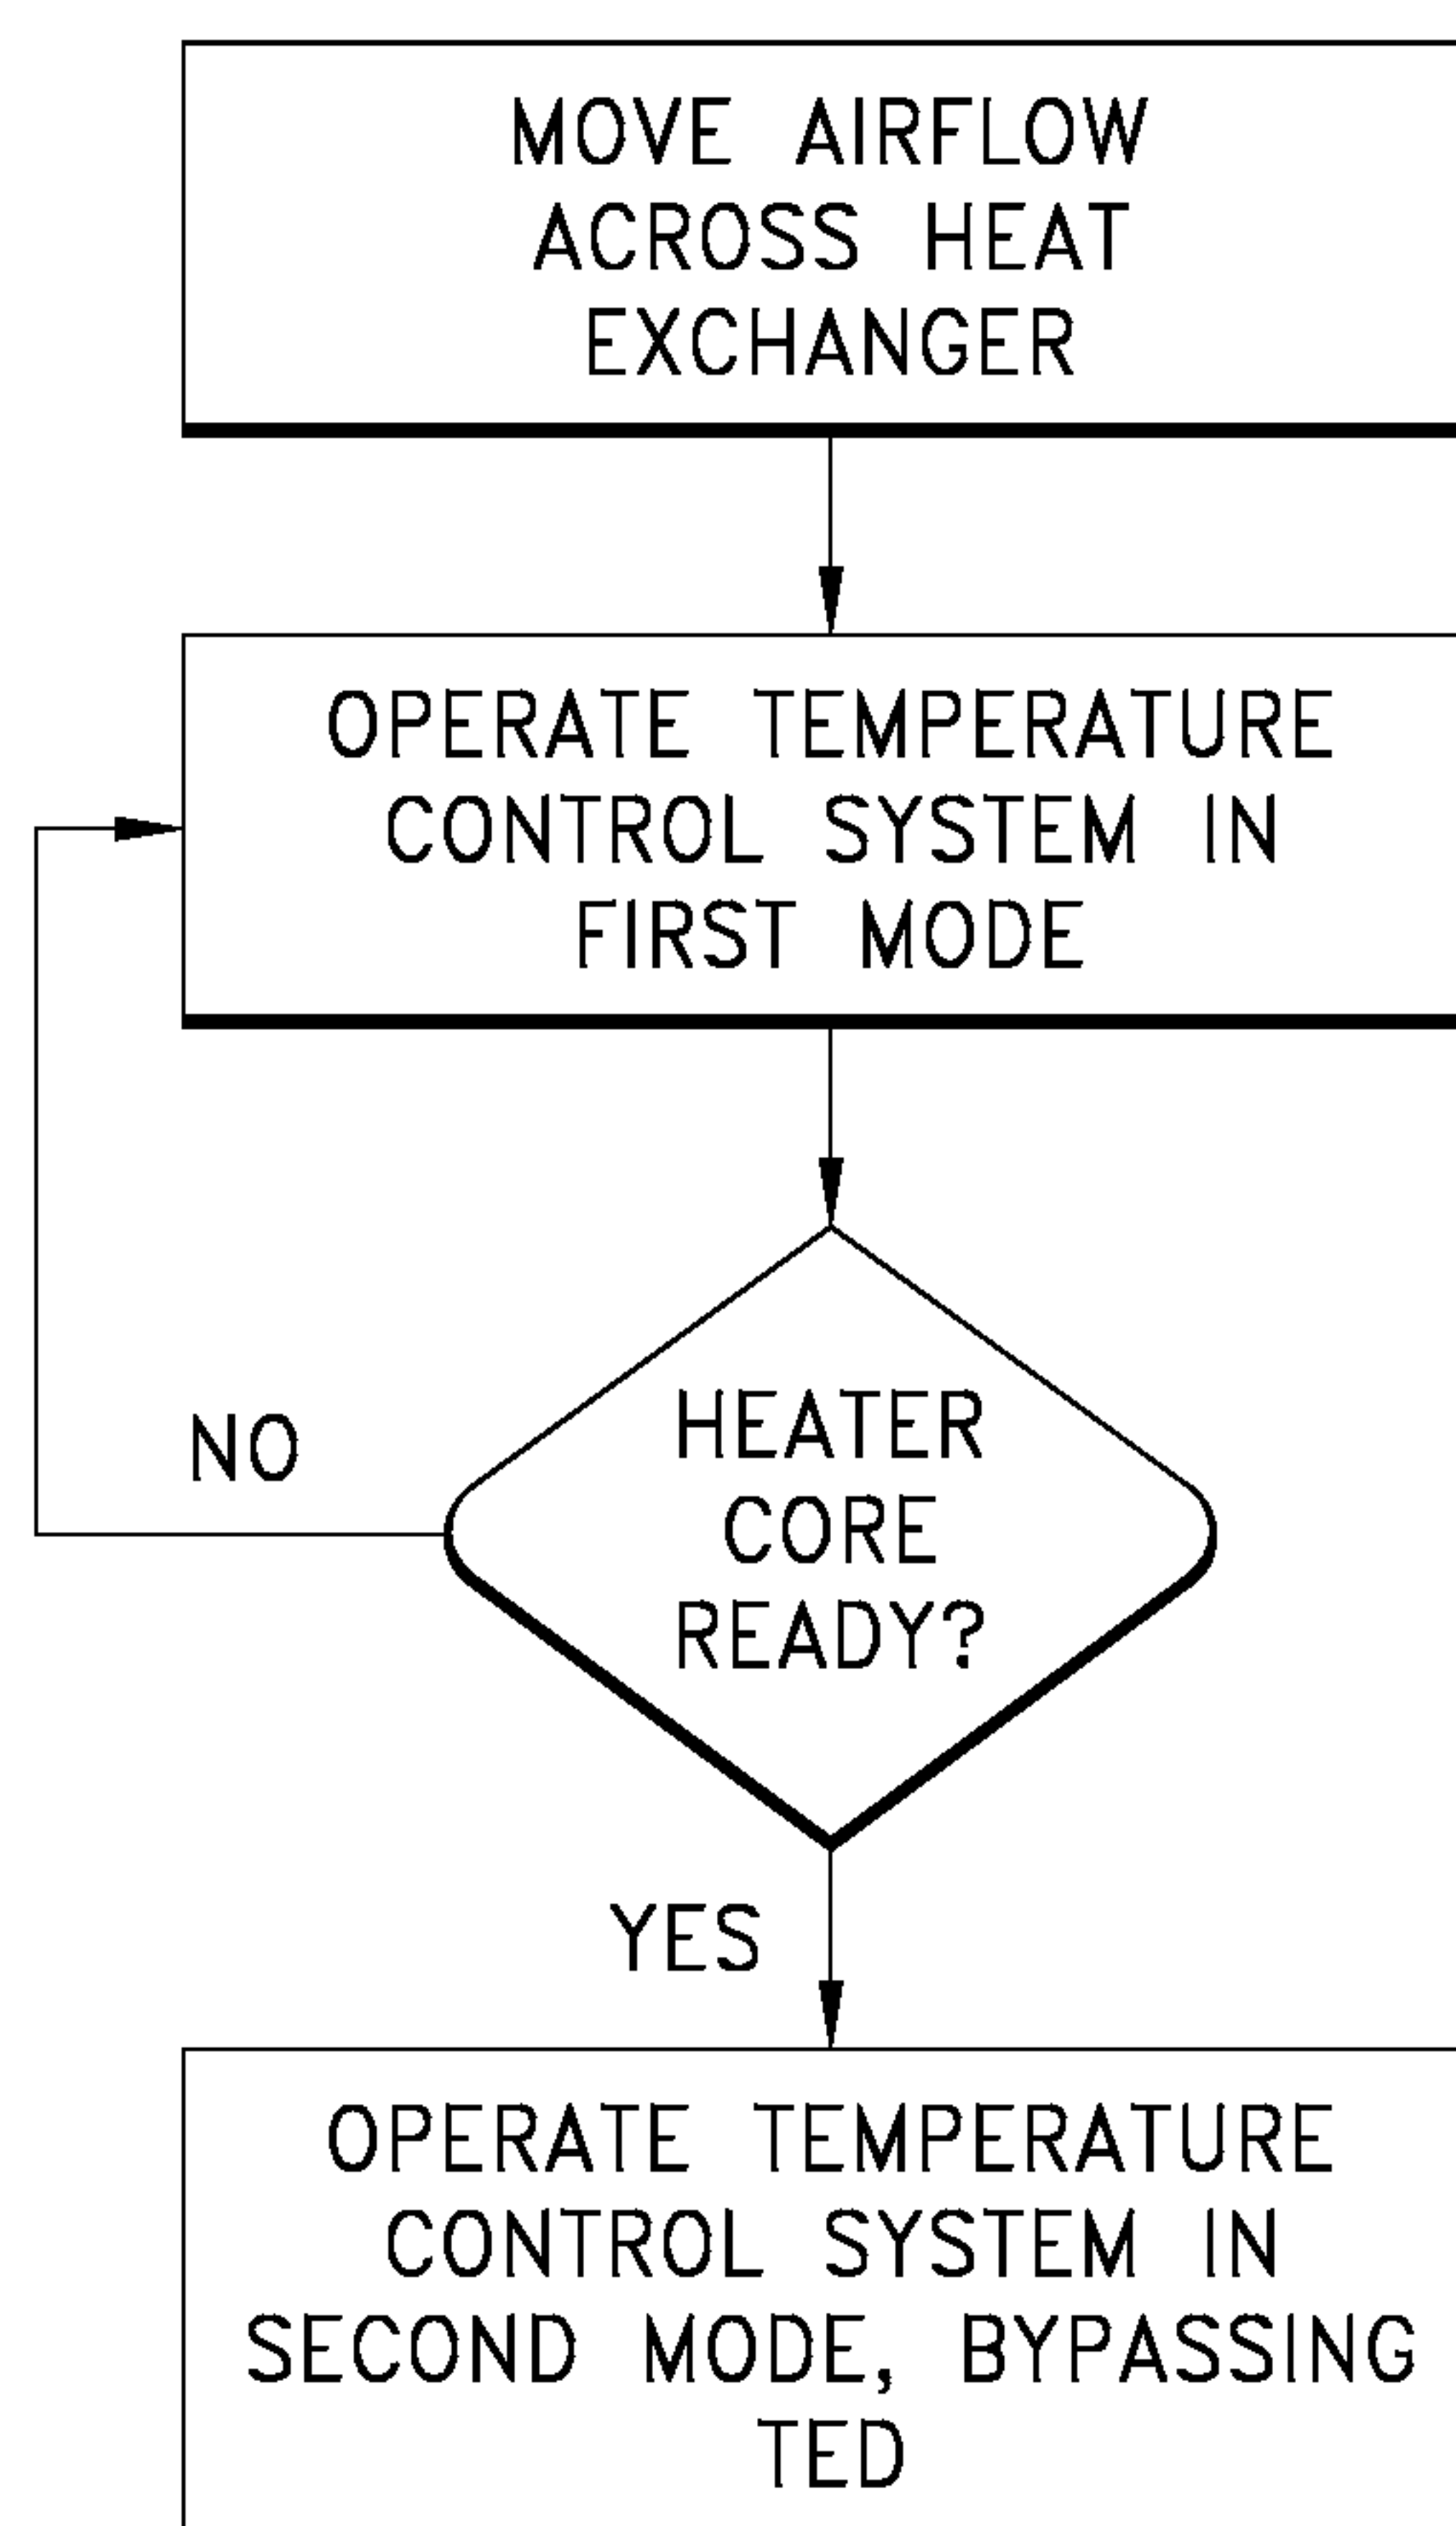 MOVE AIRFLOW
ACROSS HEAT
EXCHANGER
OPERATE TEMPERATURE
CONTROL SYSTEM IN
FIRST MODE
HEATER
CORE
READY?
NO
YES
OPERATE TEMPERATURE
CONTROL SYSTEM IN
SECOND MODE, BYPASSING
TED